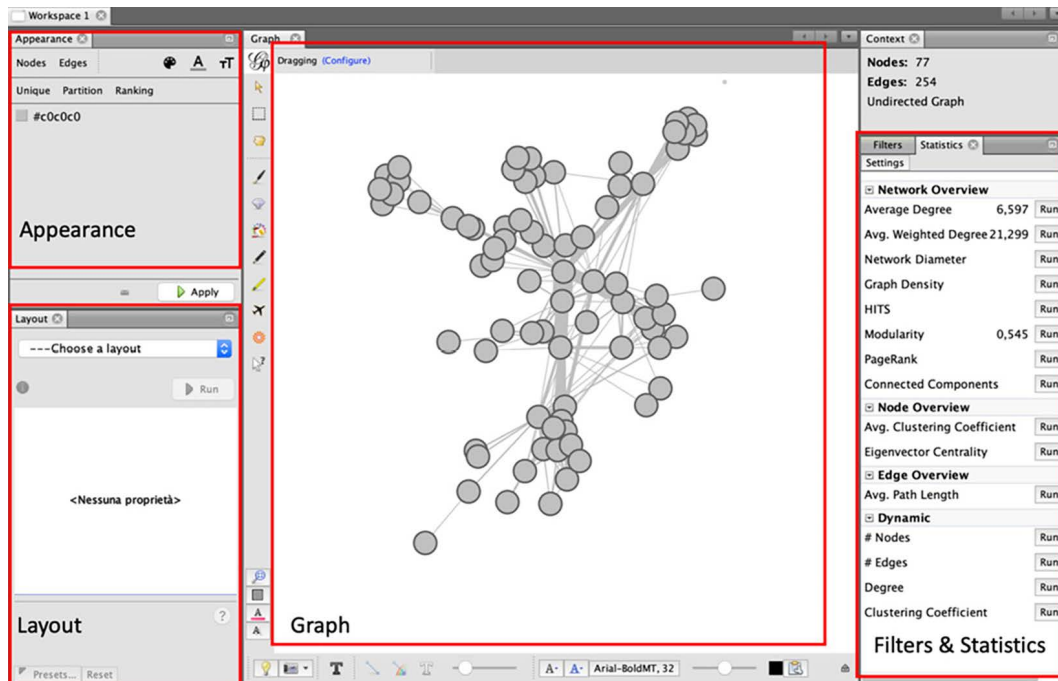 Workspace 1
Appearance
Nodes Edges A TT
Unique Partition Ranking
#c0c0c0
Appearance
Apply
Layout
---Choose a layout
Run
<Nessuna proprietà>
Layout
?
Presets... Reset
Graph
Dragging (Configure)
?
A
A
Graph
T T A- A- Arial-BoldMT, 32
Context
Nodes: 77
Edges: 254
Undirected Graph
Filters Statistics
Settings
Network Overview
Average Degree 6,597 Run
Avg. Weighted Degree 21,299 Run
Network Diameter Run
Graph Density Run
HITS Run
Modularity 0,545 Run
PageRank Run
Connected Components Run
Node Overview
Avg. Clustering Coefficient Run
Eigenvector Centrality Run
Edge Overview
Avg. Path Length Run
Dynamic
# Nodes Run
# Edges Run
Degree Run
Clustering Coefficient Run
Filters & Statistics